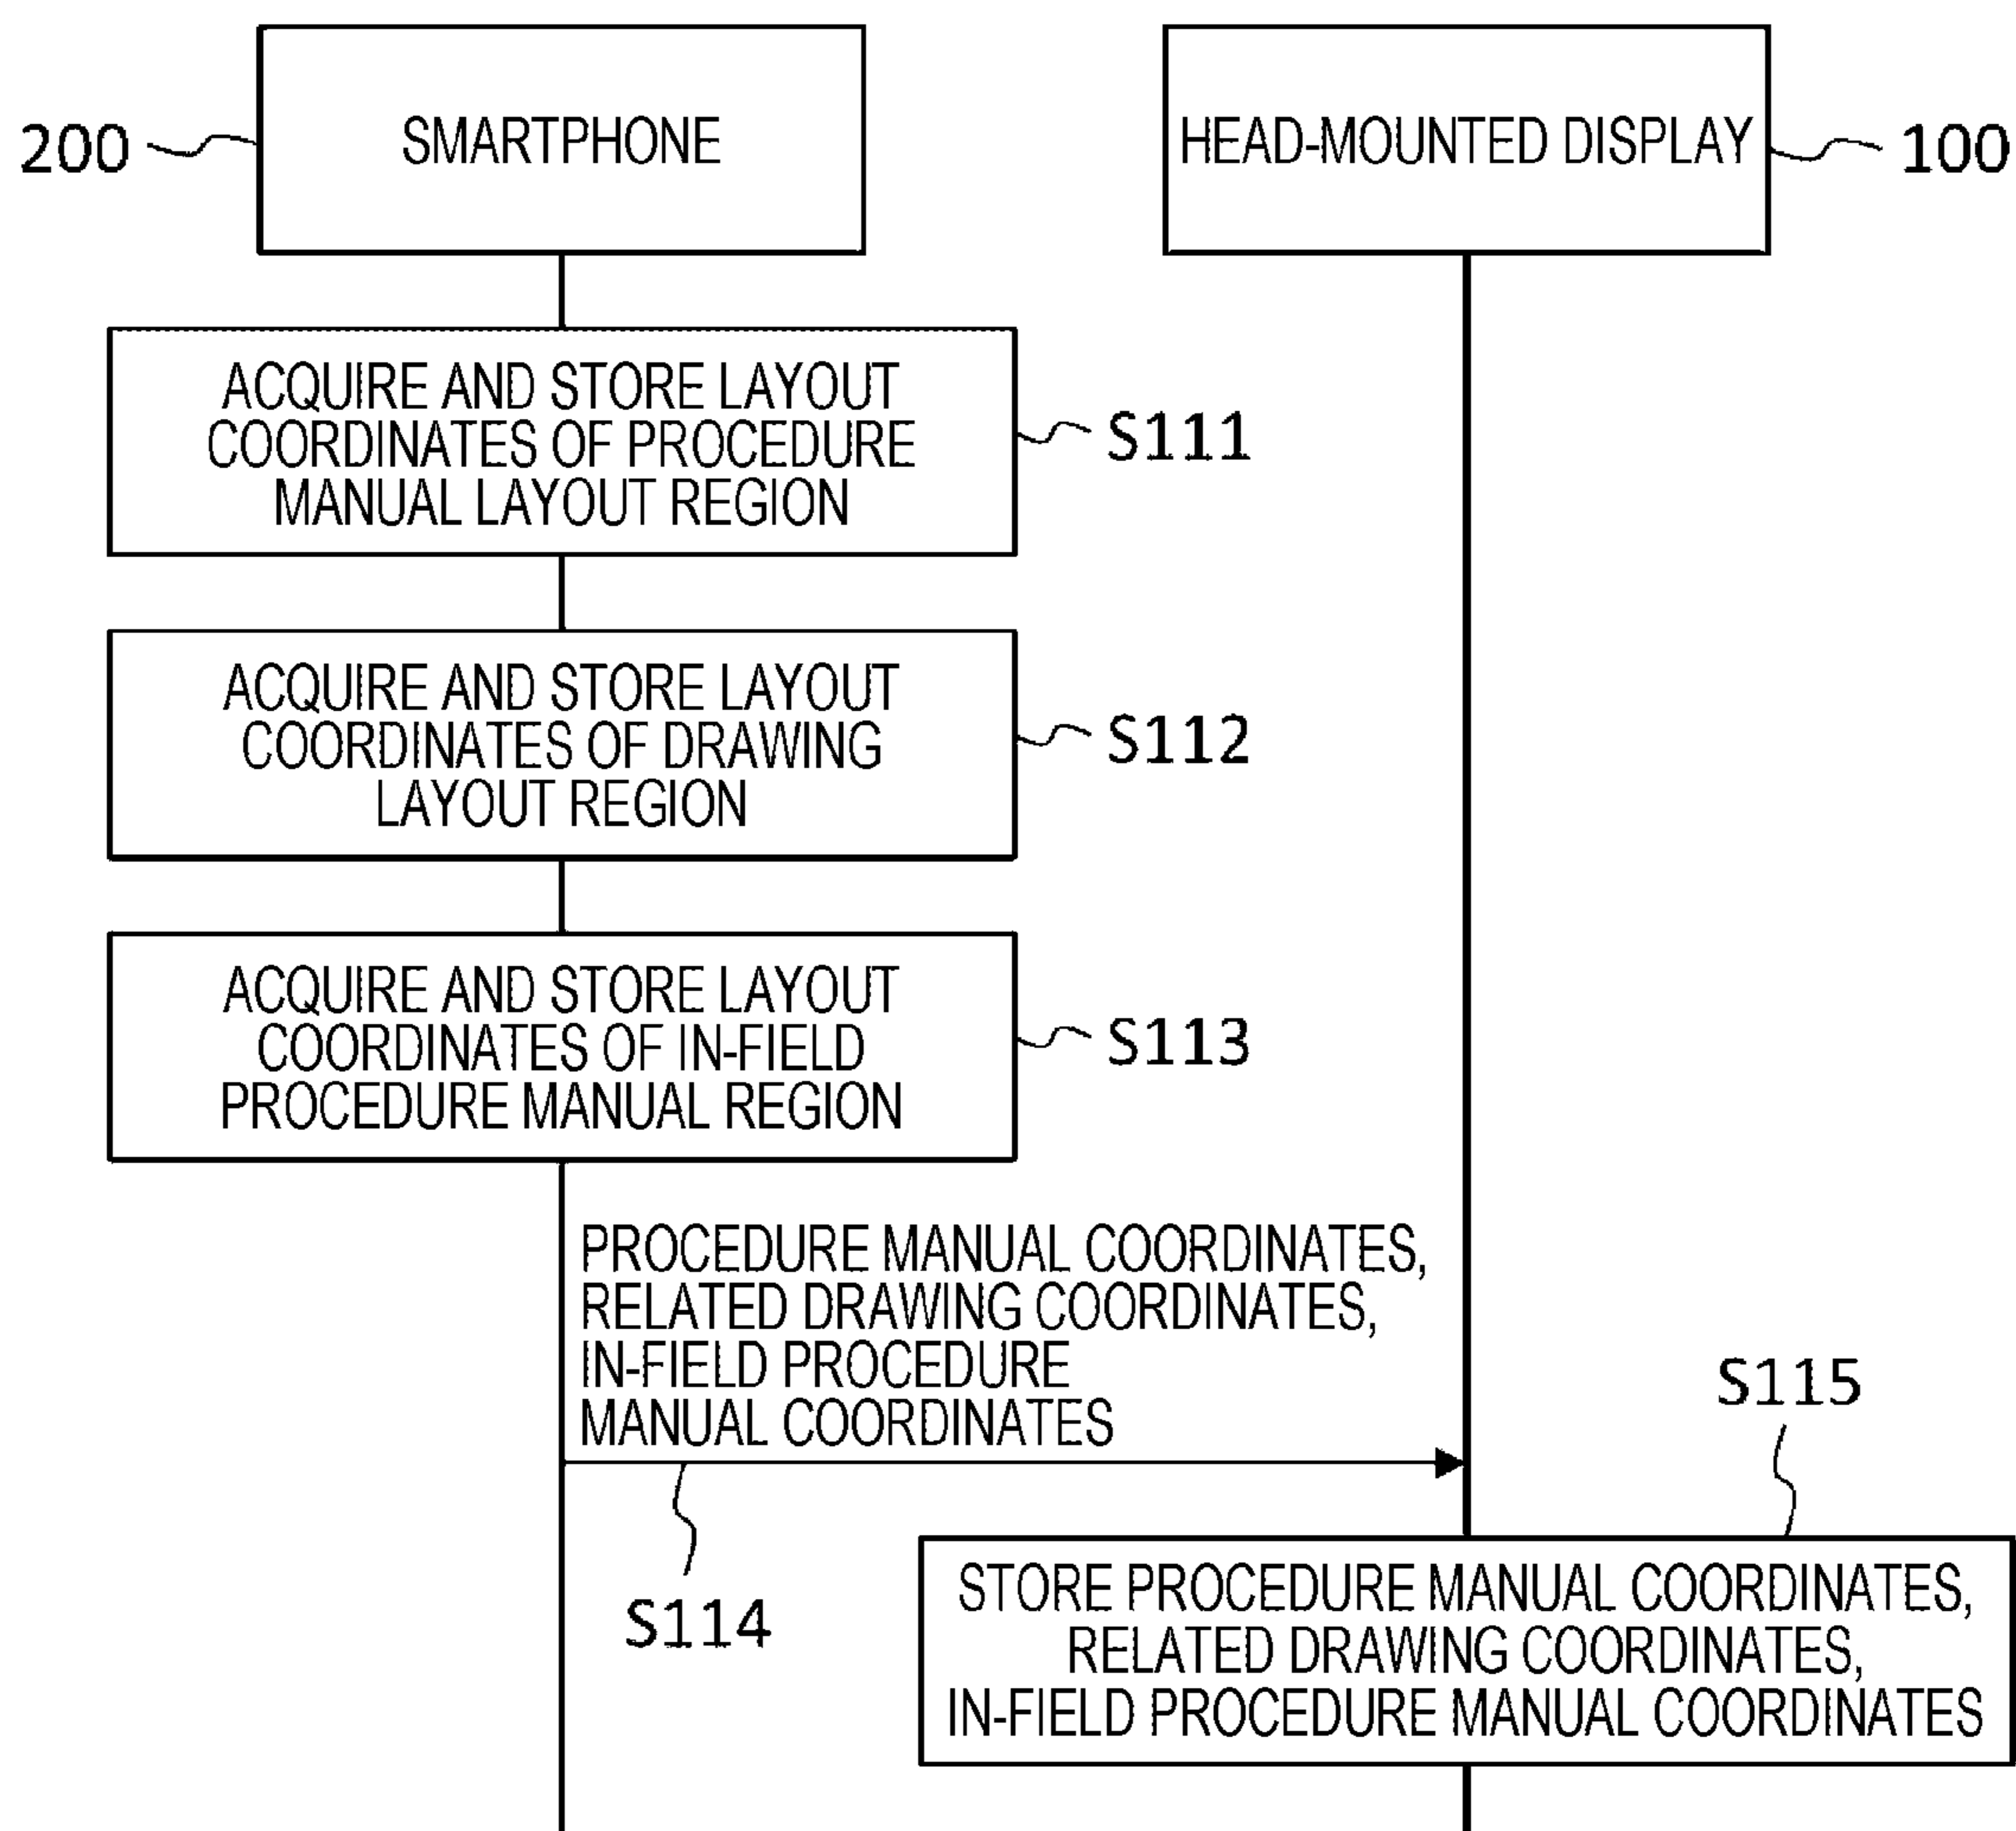 SMARTPHONE
HEAD-MOUNTED DISPLAY
200
100
ACQUIRE AND STORE LAYOUT
COORDINATES OF PROCEDURE
MANUAL LAYOUT REGION
S111
ACQUIRE AND STORE LAYOUT
COORDINATES OF DRAWING
LAYOUT REGION
S112
ACQUIRE AND STORE LAYOUT
COORDINATES OF IN-FIELD
PROCEDURE MANUAL REGION
S113
PROCEDURE MANUAL COORDINATES,
RELATED DRAWING COORDINATES,
IN-FIELD PROCEDURE
MANUAL COORDINATES
S114
S115
STORE PROCEDURE MANUAL COORDINATES,
RELATED DRAWING COORDINATES,
IN-FIELD PROCEDURE MANUAL COORDINATES